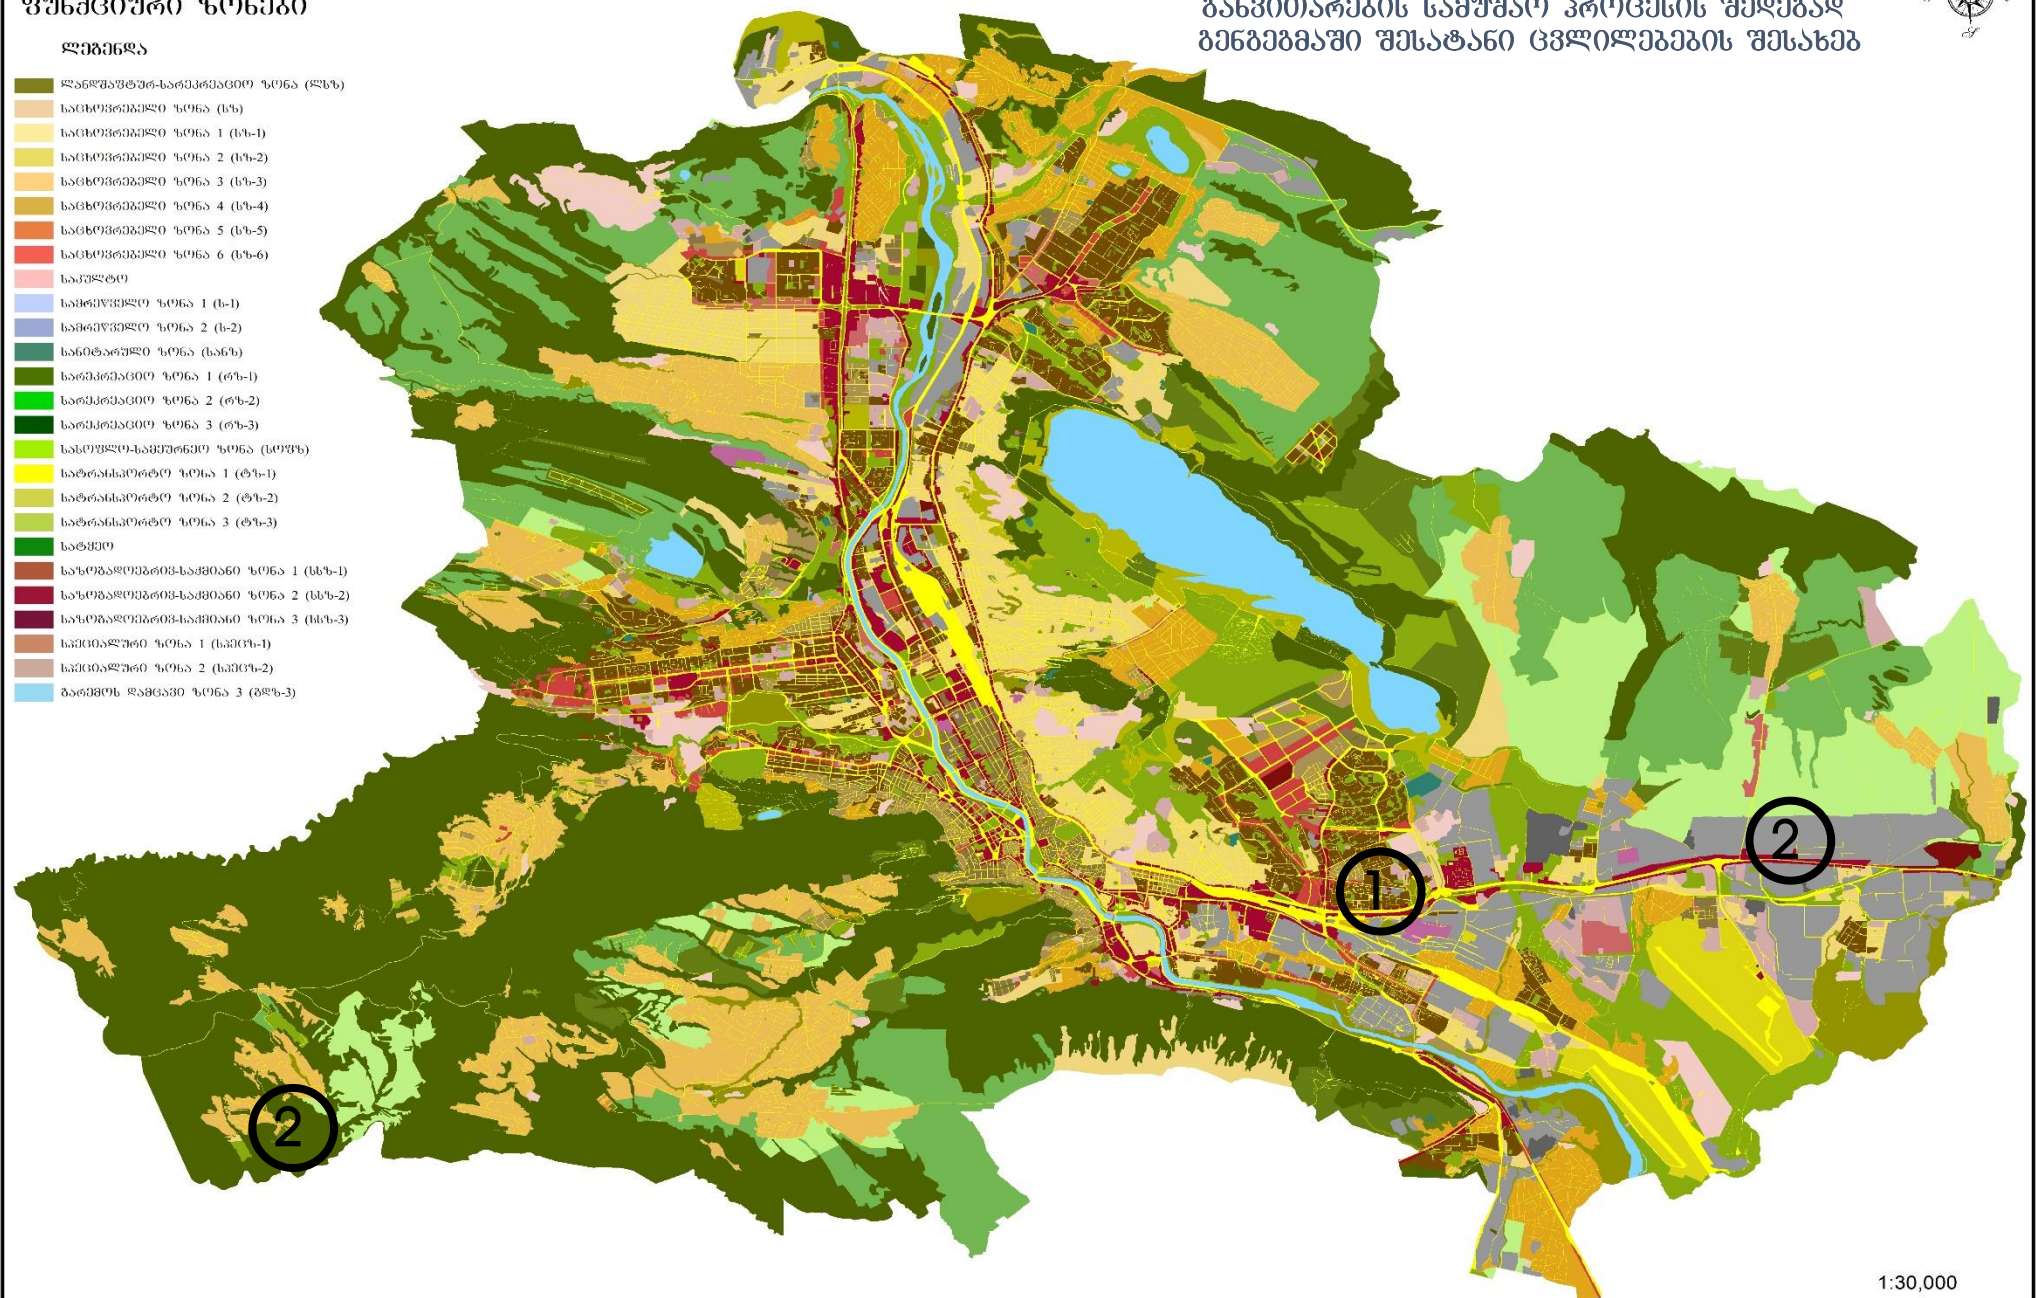 ფუნქციური ზონები
განვითარების სამუშაო პროცესის შედეგად
გენგეგმაში შესატანი ცვლილებების შესახებ
ლეგენდა
ლანდშაფტურ-სარეკრეაციო ზონა (ლსზ)
საცხოვრებელი ზონა (სზ)
საცხოვრებელი ზონა 1 (სზ-1)
საცხოვრებელი ზონა 2 (სზ-2)
საცხოვრებელი ზონა 3 (სზ-3)
საცხოვრებელი ზონა 4 (სზ-4)
საცხოვრებელი ზონა 5 (სზ-5)
საცხოვრებელი ზონა 6 (სზ-6)
საკულტო
სამრეწველო ზონა 1 (ს-1)
სამრეწველო ზონა 2 (ს-2)
სანიტარული ზონა (სანზ)
სარეკრეაციო ზონა 1 (რზ-1)
სარეკრეაციო ზონა 2 (რზ-2)
სარეკრეაციო ზონა 3 (რზ-3)
სასოფლო-სამეურნეო ზონა (სოფზ)
სატრანსპორტო ზონა 1 (ტზ-1)
სატრანსპორტო ზონა 2 (ტზ-2)
სატრანსპორტო ზონა 3 (ტზ-3)
სატყეო
საზოგადოებრივ-საქმიანი ზონა 1 (სსზ-1)
საზოგადოებრივ-საქმიანი ზონა 2 (სსზ-2)
საზოგადოებრივ-საქმიანი ზონა 3 (სსზ-3)
სპეციალური ზონა 1 (სპეცზ-1)
სპეციალური ზონა 2 (სპეცზ-2)
გარემოს დამცავი ზონა 3 (გდზ-3)
2
1
2
1:30,000